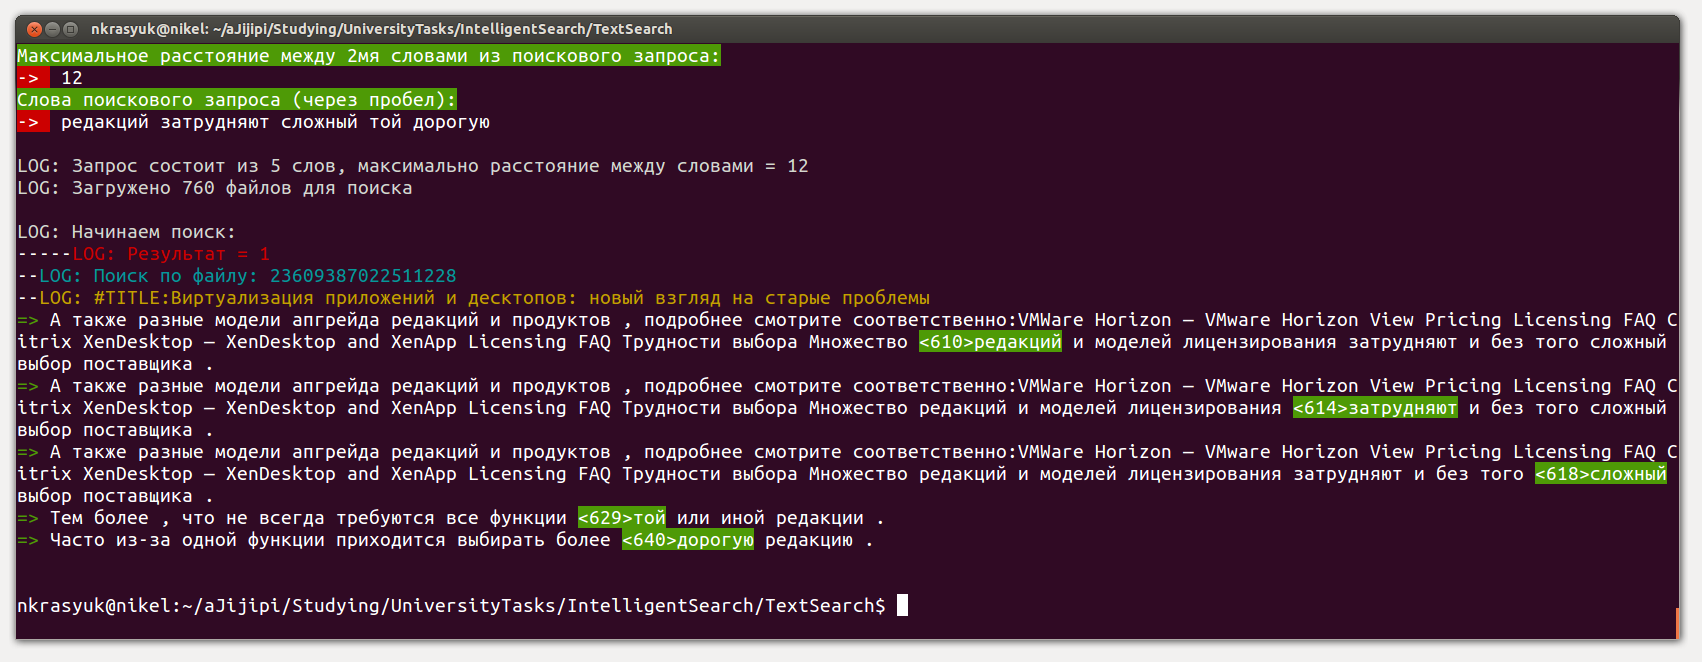 nkrasyuk@nikel: ~/aJijipi/Studying/UniversityTasks/IntelligentSearch/TextSearch
Максимальное расстояние между 2мя словами из поискового запроса:
-> 12
Слова поискового запроса (через пробел):
-> редакций затрудняют сложный той дорогую
LOG: Запрос состоит из 5 слов, максимально расстояние между словами = 12
LOG: Загружено 760 файлов для поиска
LOG: Начинаем поиск:
-----LOG: Результат = 1
--LOG: Поиск по файлу: 23609387022511228
--LOG: #TITLE:Виртуализация приложений и десктопов: новый взгляд на старые проблемы
=> А также разные модели апгрейда редакций и продуктов , подробнее смотрите соответственно:VMWare Horizon — VMware Horizon View Pricing Licensing FAQ C
itrix XenDesktop — XenDesktop and XenApp Licensing FAQ Трудности выбора Множество <610>редакций и моделей лицензирования затрудняют и без того сложный
выбор поставщика .
=> А также разные модели апгрейда редакций и продуктов , подробнее смотрите соответственно:VMWare Horizon — VMware Horizon View Pricing Licensing FAQ C
itrix XenDesktop — XenDesktop and XenApp Licensing FAQ Трудности выбора Множество редакций и моделей лицензирования <614>затрудняют и без того сложный
выбор поставщика .
=> А также разные модели апгрейда редакций и продуктов , подробнее смотрите соответственно:VMWare Horizon — VMware Horizon View Pricing Licensing FAQ C
itrix XenDesktop — XenDesktop and XenApp Licensing FAQ Трудности выбора Множество редакций и моделей лицензирования затрудняют и без того <618>сложный
выбор поставщика .
=> Тем более , что не всегда требуются все функции <629>той или иной редакции .
=> Часто из-за одной функции приходится выбирать более <640>дорогую редакцию .
nkrasyuk@nikel:~/aJijipi/Studying/UniversityTasks/IntelligentSearch/TextSearch$